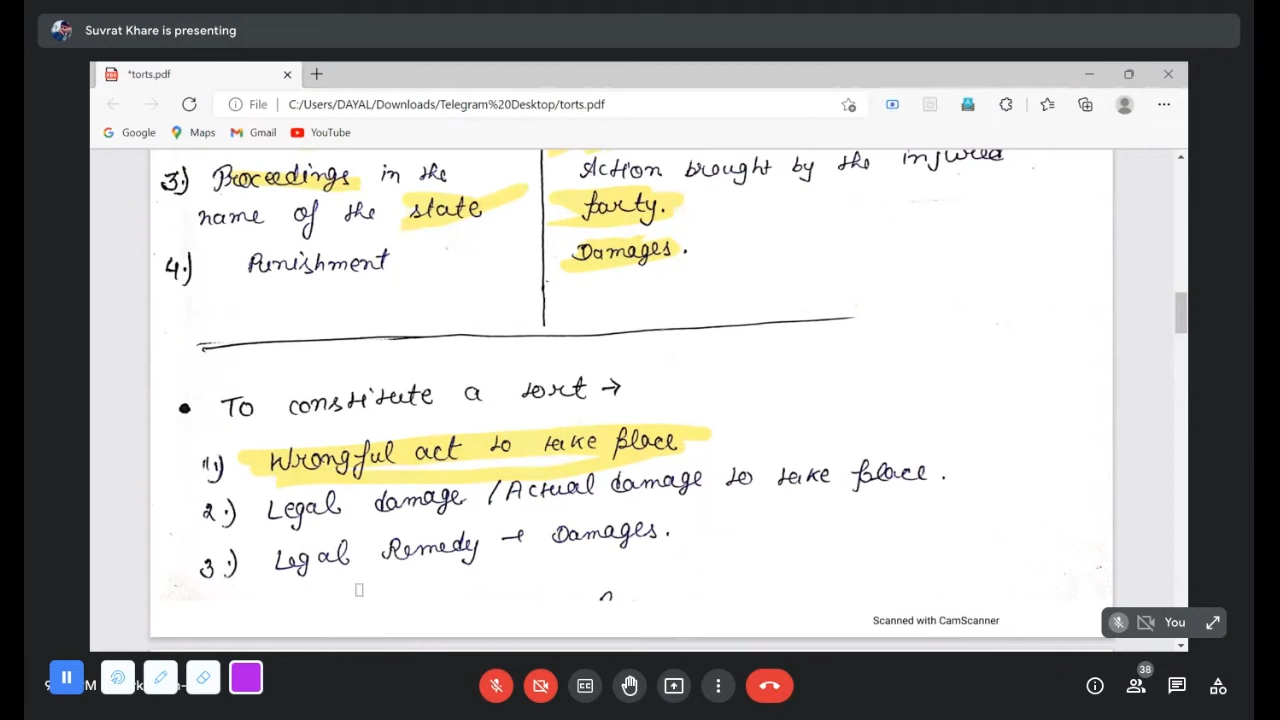 Suvrat Khare is presenting
*torts.pdf
File C:/Users/DAYAL/Downloads/Telegram%20Desktop/torts.pdf
Google Maps Gmail YouTube
3.) Proceedings in the
name of the state
Action brought by the injured
party.
4.) Punishment
Damages.
• To constitute a tort →
1.) Wrongful act to take place
2.) Legal damage / Actual damage to take place.
3.) Legal Remedy → Damages.
Scanned with CamScanner
You
38